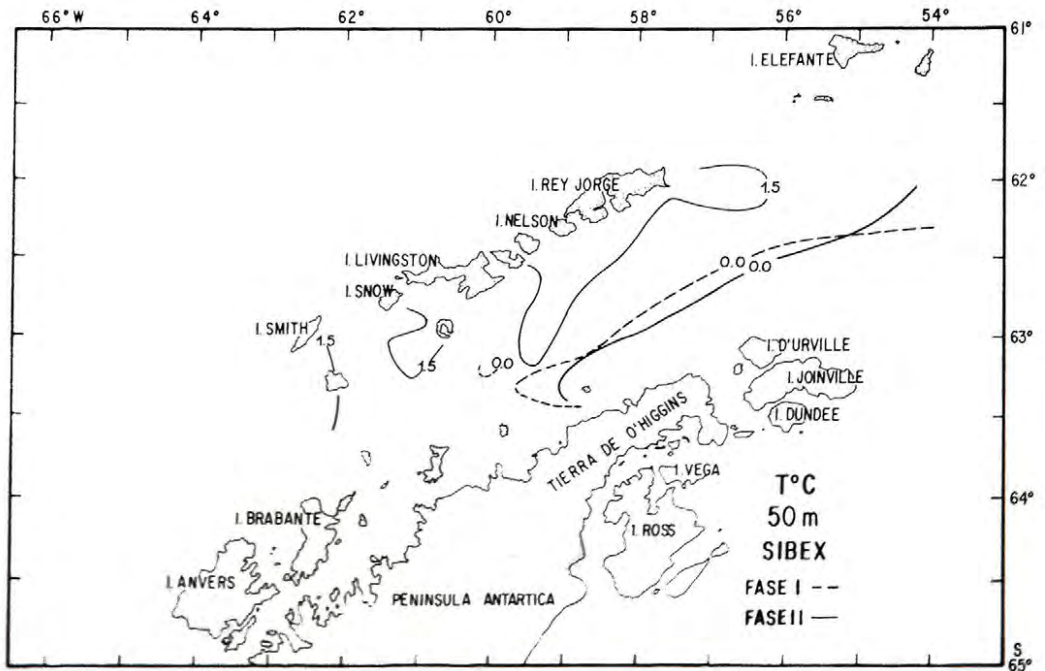 66°W 64° 62° 60° 58° 56° 54°
61°
I. ELEFANTE
62°
I. REY JORGE
1.5
I. NELSON
I. LIVINGSTON
0.0 0.0
I. SNOW
I. SMITH
63°
1.5
1.5
0.0
I. D'URVILLE
I. JOINVILLE
I. DUNDEE
TIERRA DE O'HIGGINS
I. VEGA
64°
I. BRABANTE
I. ROSS
I. ANVERS
PENINSULA ANTARTICA
T°C
50 m
SIBEX
FASE I
FASE II
S
65°